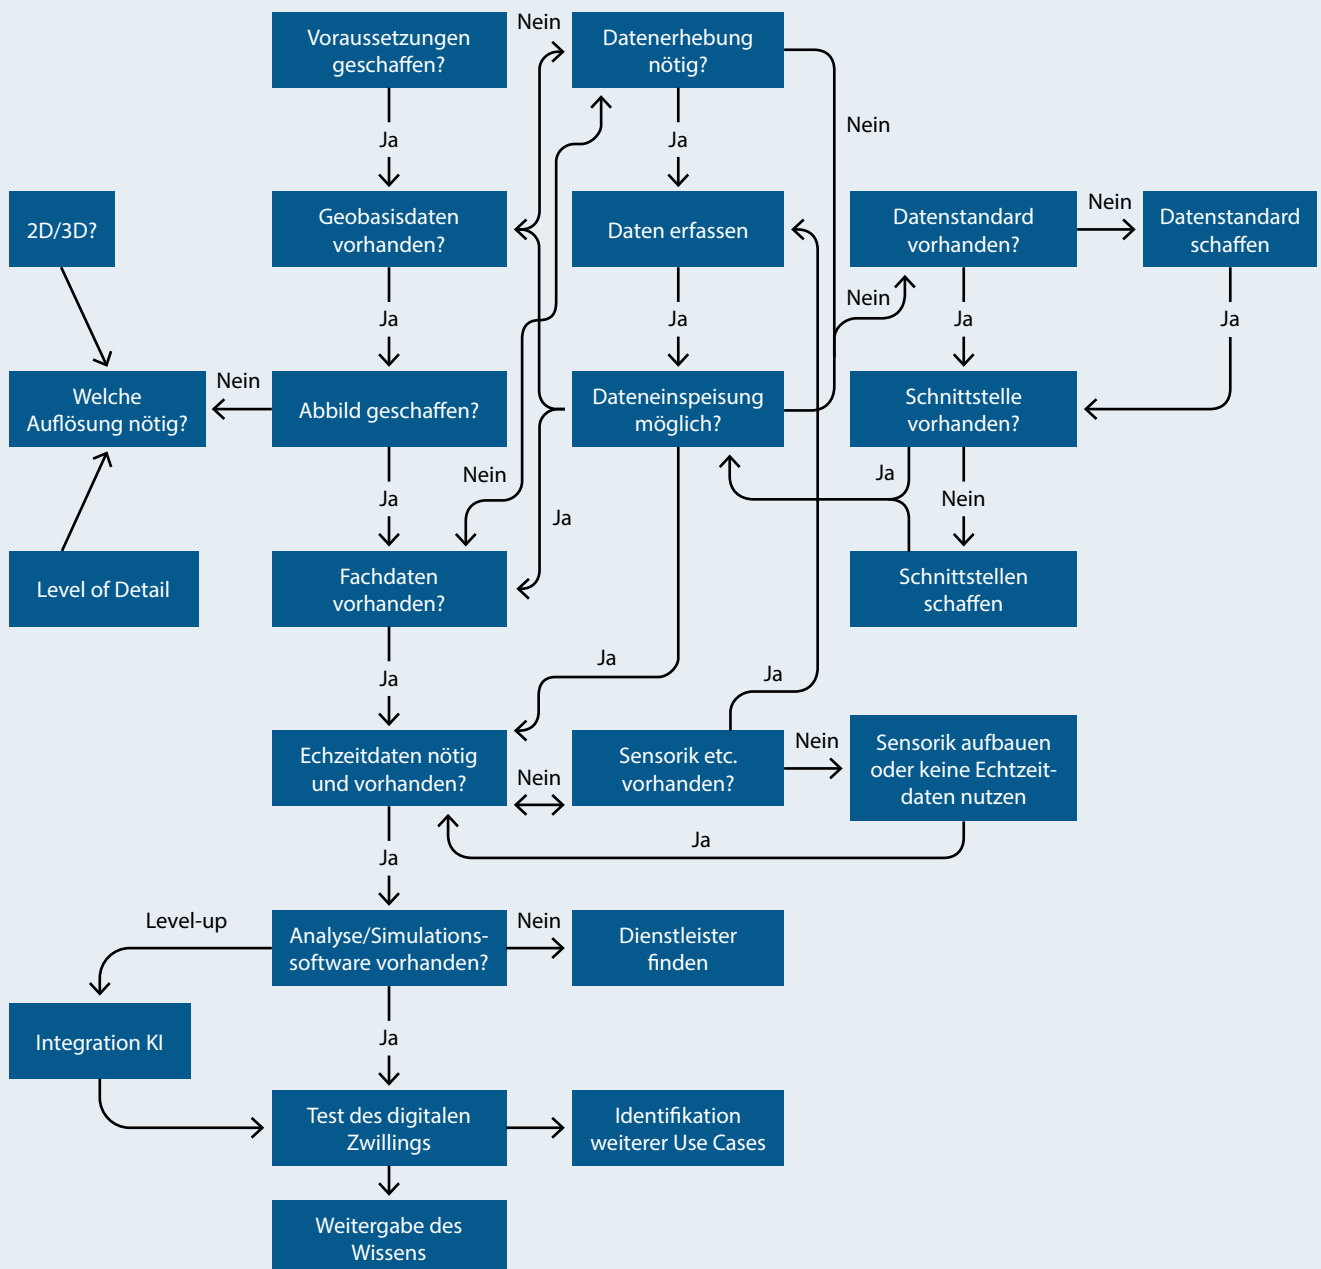 Voraussetzungen
geschaffen?
Nein
Datenerhebung
nötig?
Ja
Ja
Nein
2D/3D?
Geobasisdaten
vorhanden?
Daten erfassen
Datenstandard
vorhanden?
Nein
Datenstandard
schaffen
Ja
Ja
Nein
Ja
Ja
Welche
Auflösung nötig?
Nein
Abbild geschaffen?
Dateneinspeisung
möglich?
Schnittstelle
vorhanden?
Ja
Nein
Ja
Ja
Nein
Level of Detail
Fachdaten
vorhanden?
Schnittstellen
schaffen
Ja
Ja
Ja
Echzeitdaten nötig
und vorhanden?
Nein
Sensorik etc.
vorhanden?
Nein
Sensorik aufbauen
oder keine Echtzeit-
daten nutzen
Ja
Ja
Level-up
Analyse/Simulations-
software vorhanden?
Nein
Dienstleister
finden
Integration KI
Ja
Test des digitalen
Zwillings
Identifikation
weiterer Use Cases
Weitergabe des
Wissens